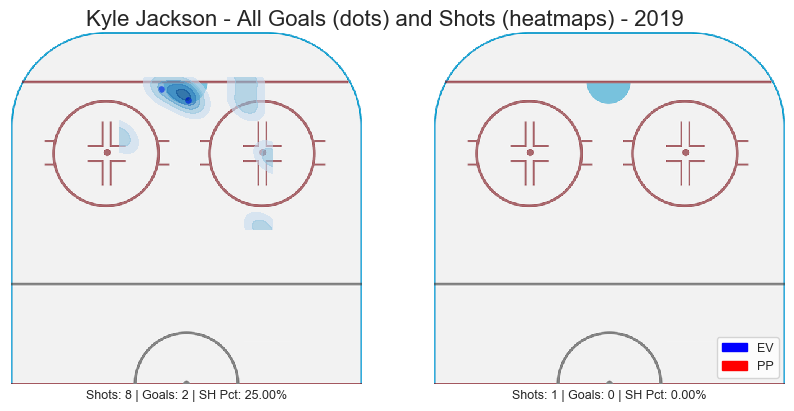 Kyle Jackson - All Goals (dots) and Shots (heatmaps) - 2019
EV
PP
Shots: 8 | Goals: 2 | SH Pct: 25.00%
Shots: 1 | Goals: 0 | SH Pct: 0.00%